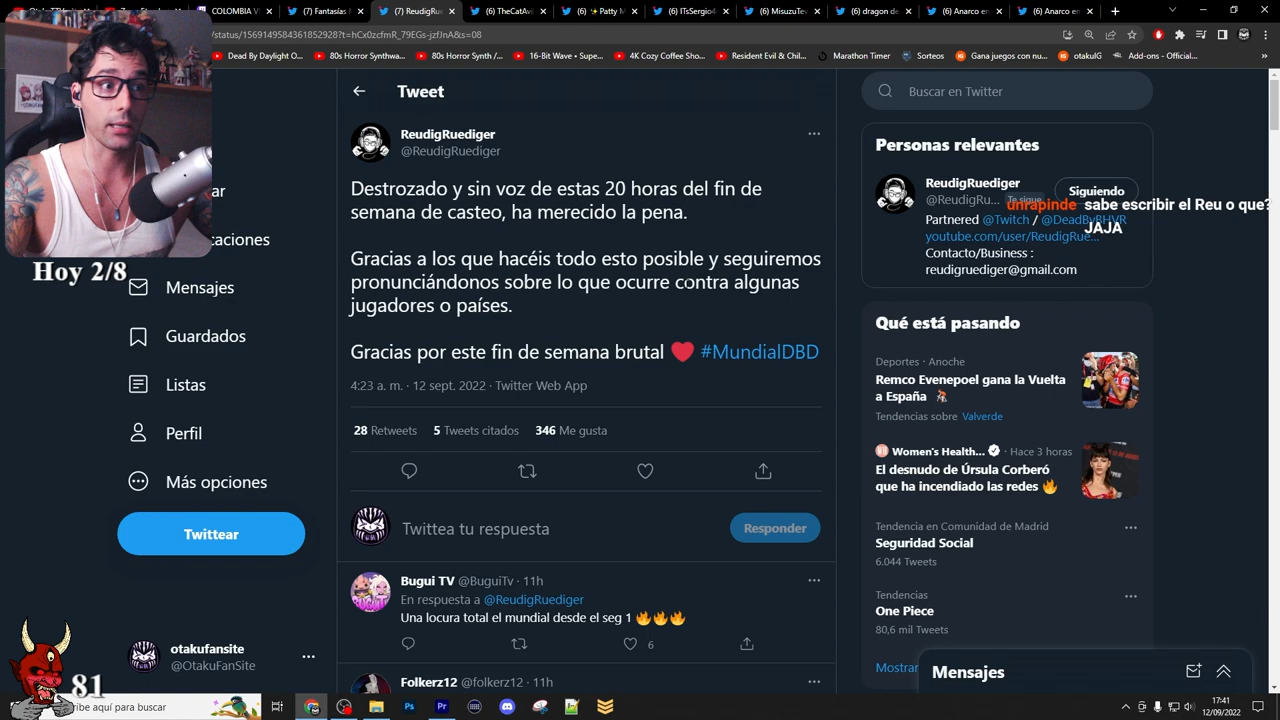 COLOMBIA V
(7) Fantasías
(7) ReudigRue
(6) TheCatAvi
(6) ✨ Patty M
(6) ITsSergio4
(6) MisuzuTe
(6) dragon de
(6) Anarco en
(6) Anarco en
/status/1569149584361852928?t=hCx0zcfmR_79EGs-jzfJnA&s=08
Dead By Daylight O...
80s Horror Synthwa...
80s Horror Synth /...
16-Bit Wave • Super...
4K Cozy Coffee Sho...
Resident Evil & Chil...
Marathon Timer
Sorteos
Gana juegos con nu...
otakuIG
Add-ons - Official...
Hoy 2/8
Mensajes
Guardados
Listas
Perfil
Más opciones
Twittear
otakufansite
@OtakuFanSite
81
Tweet
ReudigRuediger
@ReudigRuediger
Destrozado y sin voz de estas 20 horas del fin de
semana de casteo, ha merecido la pena.
Gracias a los que hacéis todo esto posible y seguiremos
pronunciándonos sobre lo que ocurre contra algunas
jugadores o países.
Gracias por este fin de semana brutal ❤️ #MundialDBD
4:23 a. m. · 12 sept. 2022 · Twitter Web App
28 Retweets 5 Tweets citados 346 Me gusta
Twittea tu respuesta
Responder
Bugui TV @BuguiTv · 11h
En respuesta a @ReudigRuediger
Una locura total el mundial desde el seg 1 🔥🔥🔥
6
Folkerz12 @folkerz12 · 11h
Buscar en Twitter
Personas relevantes
ReudigRuediger
@ReudigRu... Te sigue
Siguiendo
unrapinde sabe escribir el Reu o que?
JAJA
Partnered @Twitch / @DeadByBHVR
youtube.com/user/ReudigRue...
Contacto/Business :
reudigruediger@gmail.com
Qué está pasando
Deportes · Anoche
Remco Evenepoel gana la Vuelta
a España
Tendencias sobre Valverde
Women's Health... · Hace 3 horas
El desnudo de Úrsula Corberó
que ha incendiado las redes 🔥
Tendencia en Comunidad de Madrid
Seguridad Social
6.044 Tweets
Tendencias
One Piece
80,6 mil Tweets
Mostrar
Mensajes
ribe aquí para buscar
17:41
12/09/2022